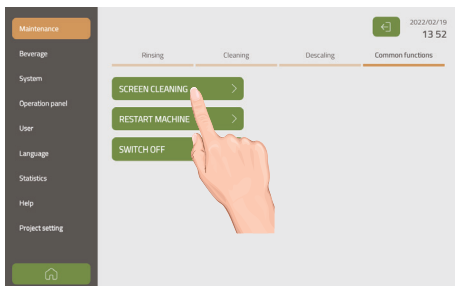 Maintenance
2022/02/19
13 52
Beverage
Rinsing
Cleaning
Descaling
Common functions
System
SCREEN CLEANING
Operation panel
RESTART MACHINE
User
Language
SWITCH OFF
Statistics
Help
Project setting